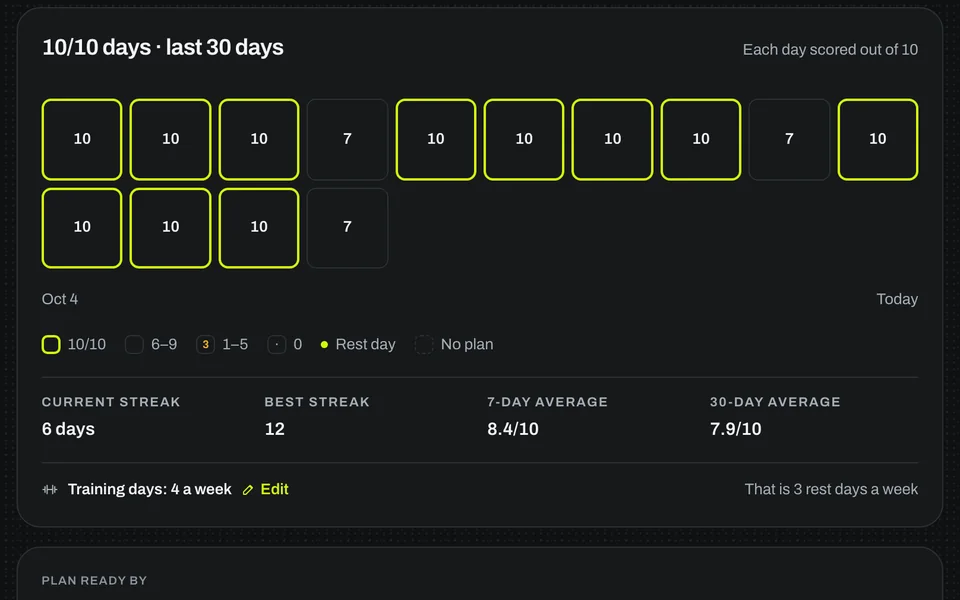 10/10 days · last 30 days
Each day scored out of 10
10 10 10 7 10 10 10 10 7 10
10 10 10 7
Oct 4
Today
10/10 6–9 3 1–5 · 0 Rest day No plan
CURRENT STREAK BEST STREAK 7-DAY AVERAGE 30-DAY AVERAGE
6 days 12 8.4/10 7.9/10
Training days: 4 a week Edit
That is 3 rest days a week
PLAN READY BY